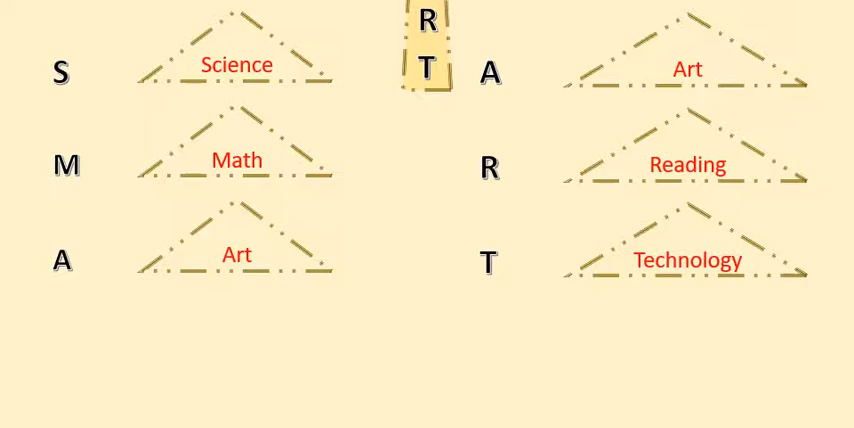 R
T
S Science
M Math
A Art
A Art
R Reading
T Technology